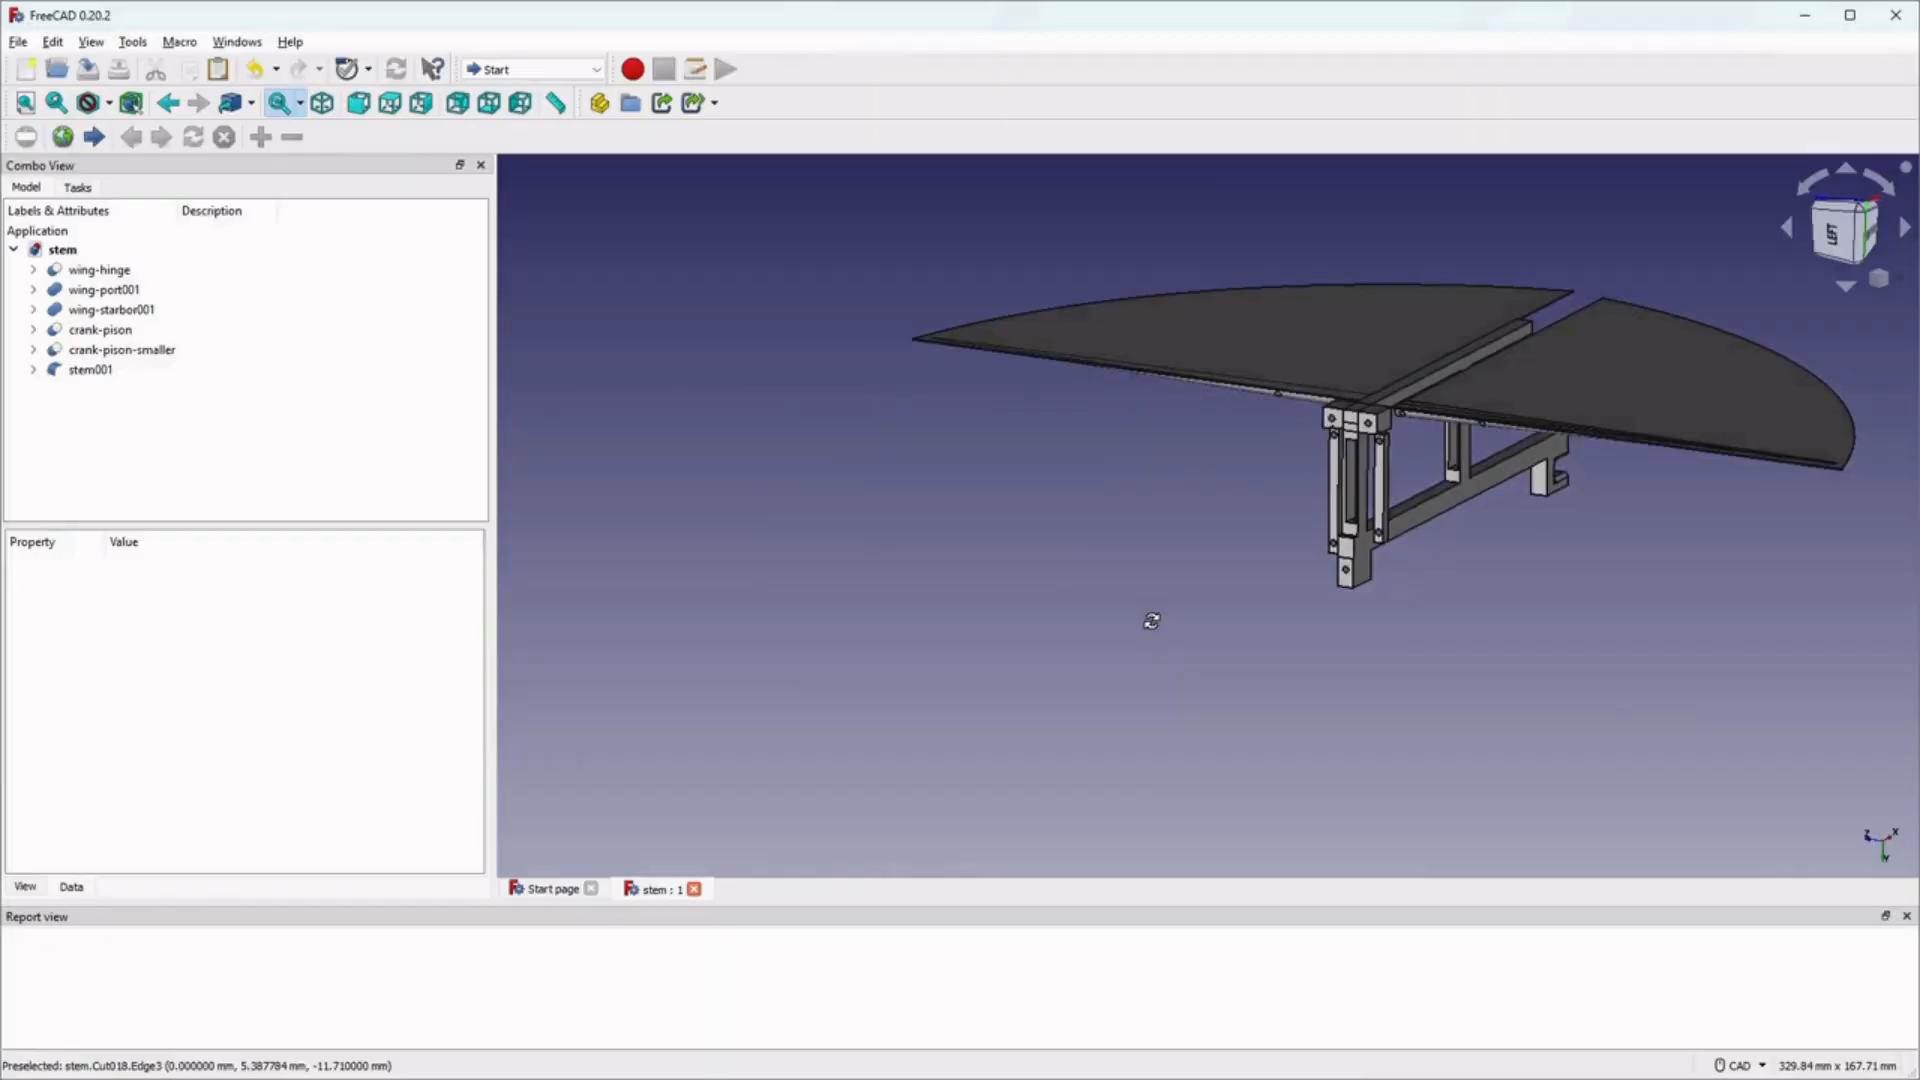 FreeCAD 0.20.2
File Edit View Tools Macro Windows Help
Start
Combo View
Model Tasks
Labels & Attributes Description
Application
stem
wing-hinge
wing-port001
wing-starbor001
crank-pison
crank-pison-smaller
stem001
LEFT
Property Value
Z X
Y
View Data
Start page stem : 1
Report view
Preselected: stem.Cut018.Edge3 (0.000000 mm, 5.387784 mm, -11.710000 mm)
CAD 329.84 mm x 167.71 mm